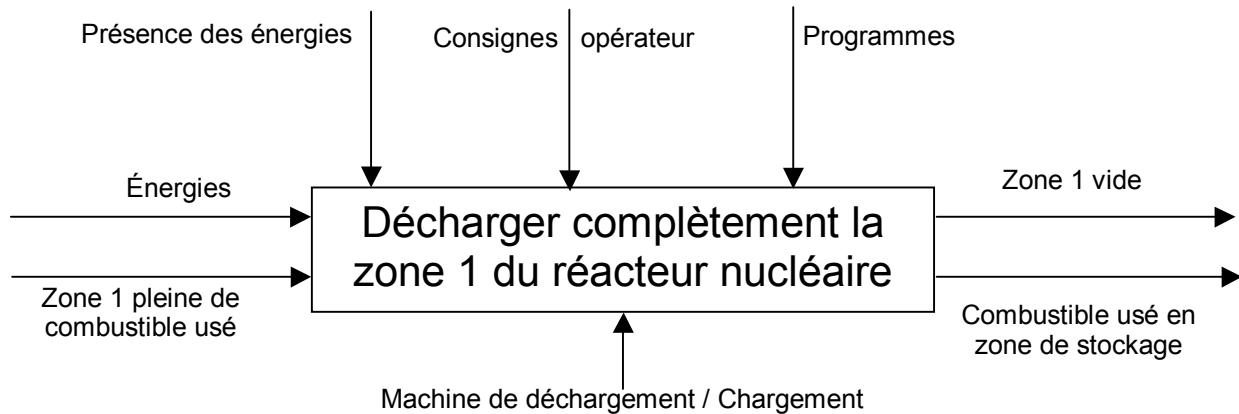 Présence des énergies
Consignes opérateur
Programmes
Énergies
Zone 1 vide
Décharger complètement la
zone 1 du réacteur nucléaire
Zone 1 pleine de
combustible usé
Combustible usé en
zone de stockage
Machine de déchargement / Chargement